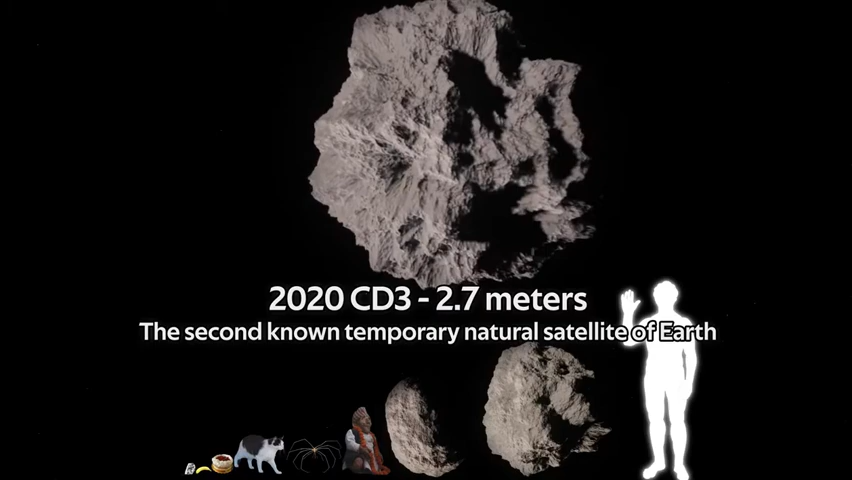 2020 CD3 - 2.7 meters
The second known temporary natural satellite of Earth